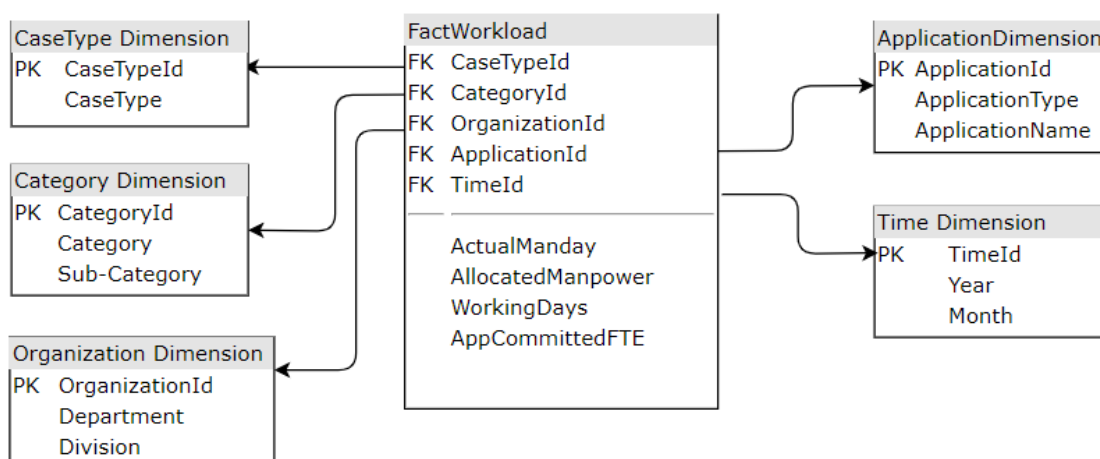 CaseType Dimension
PK CaseTypeId
CaseType
Category Dimension
PK CategoryId
Category
Sub-Category
Organization Dimension
PK OrganizationId
Department
Division
FactWorkload
FK CaseTypeId
FK CategoryId
FK OrganizationId
FK ApplicationId
FK TimeId
ActualManday
AllocatedManpower
WorkingDays
AppCommittedFTE
ApplicationDimension
PK ApplicationId
ApplicationType
ApplicationName
Time Dimension
PK TimeId
Year
Month